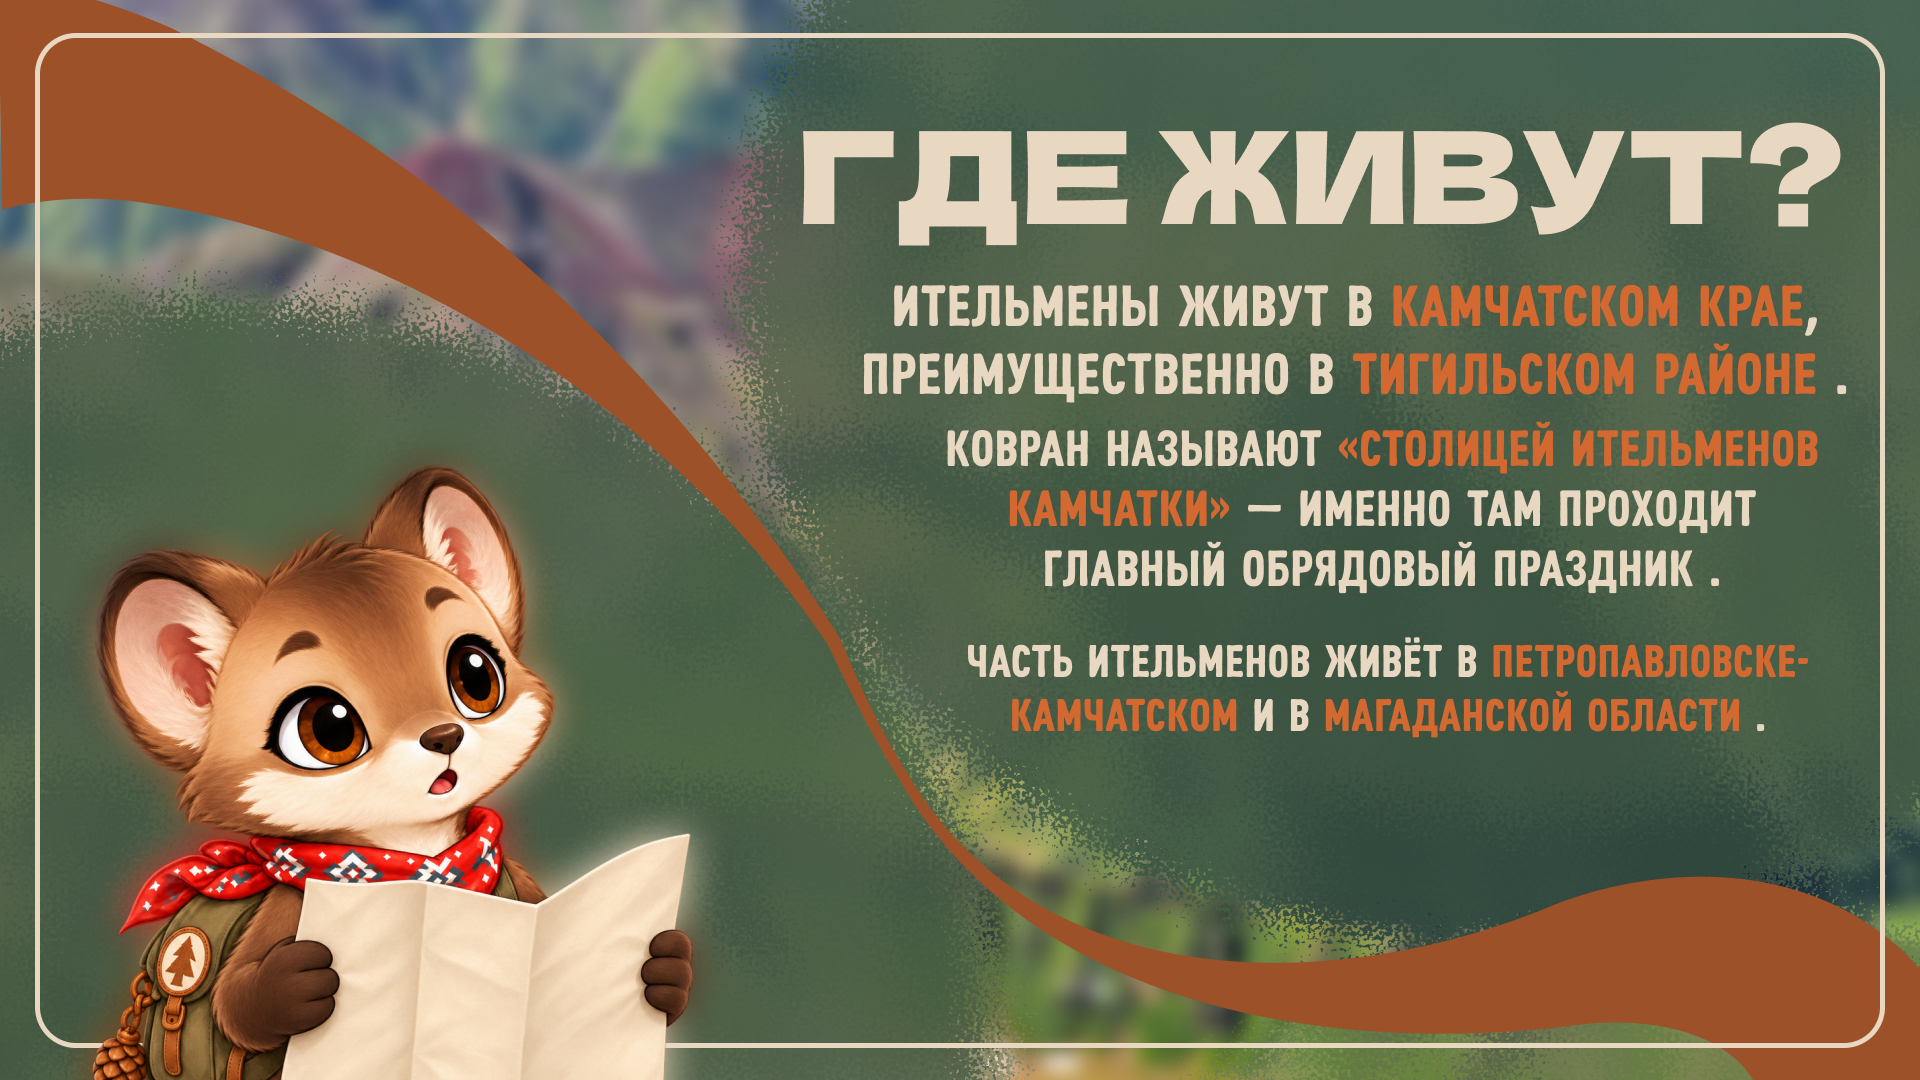 ГДЕ ЖИВУТ?
ИТЕЛЬМЕНЫ ЖИВУТ В КАМЧАТСКОМ КРАЕ,
ПРЕИМУЩЕСТВЕННО В ТИГИЛЬСКОМ РАЙОНЕ .
КОВРАН НАЗЫВАЮТ «СТОЛИЦЕЙ ИТЕЛЬМЕНОВ
КАМЧАТКИ» — ИМЕННО ТАМ ПРОХОДИТ
ГЛАВНЫЙ ОБРЯДОВЫЙ ПРАЗДНИК .
ЧАСТЬ ИТЕЛЬМЕНОВ ЖИВЁТ В ПЕТРОПАВЛОВСКЕ-
КАМЧАТСКОМ И В МАГАДАНСКОЙ ОБЛАСТИ .